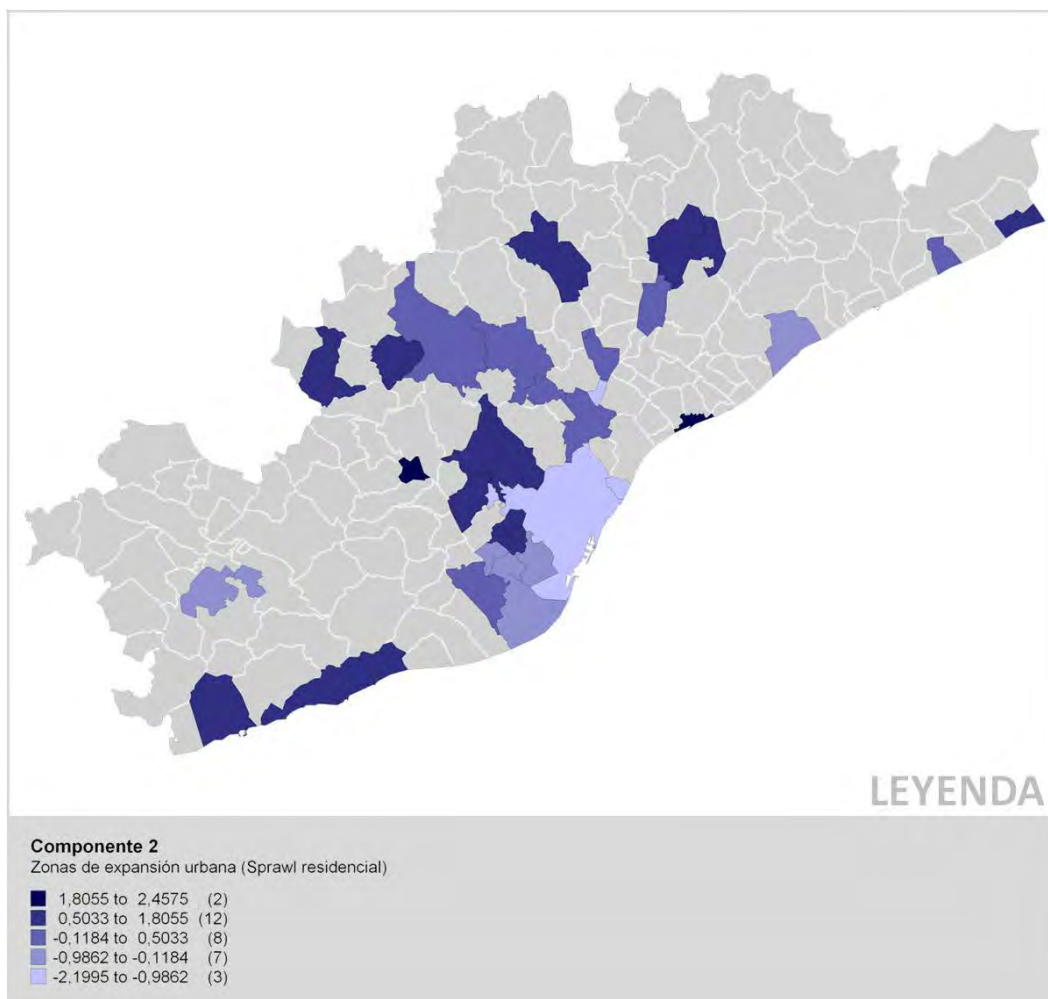 LEYENDA
Componente 2
Zonas de expansión urbana (Sprawl residencial)
1,8055 to 2,4575 (2)
0,5033 to 1,8055 (12)
-0,1184 to 0,5033 (8)
-0,9862 to -0,1184 (7)
-2,1995 to -0,9862 (3)